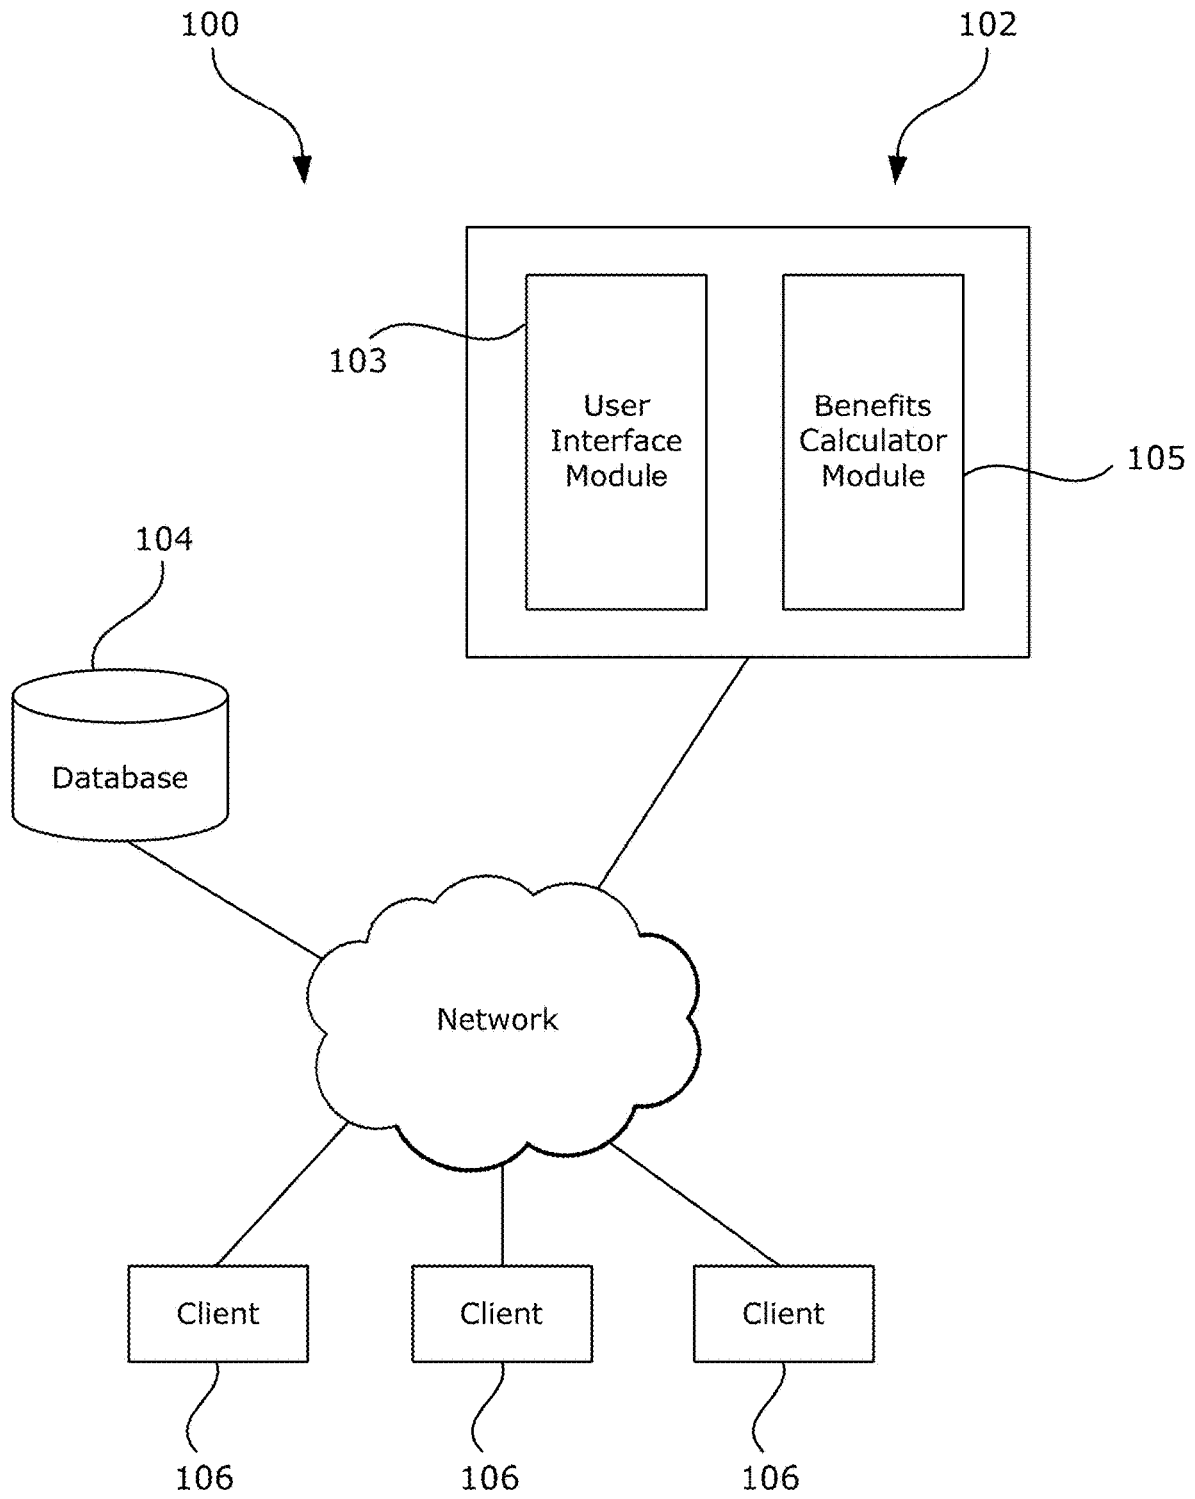 100
102
103
User
Interface
Module
Benefits
Calculator
Module
105
104
Database
Network
Client
Client
Client
106
106
106